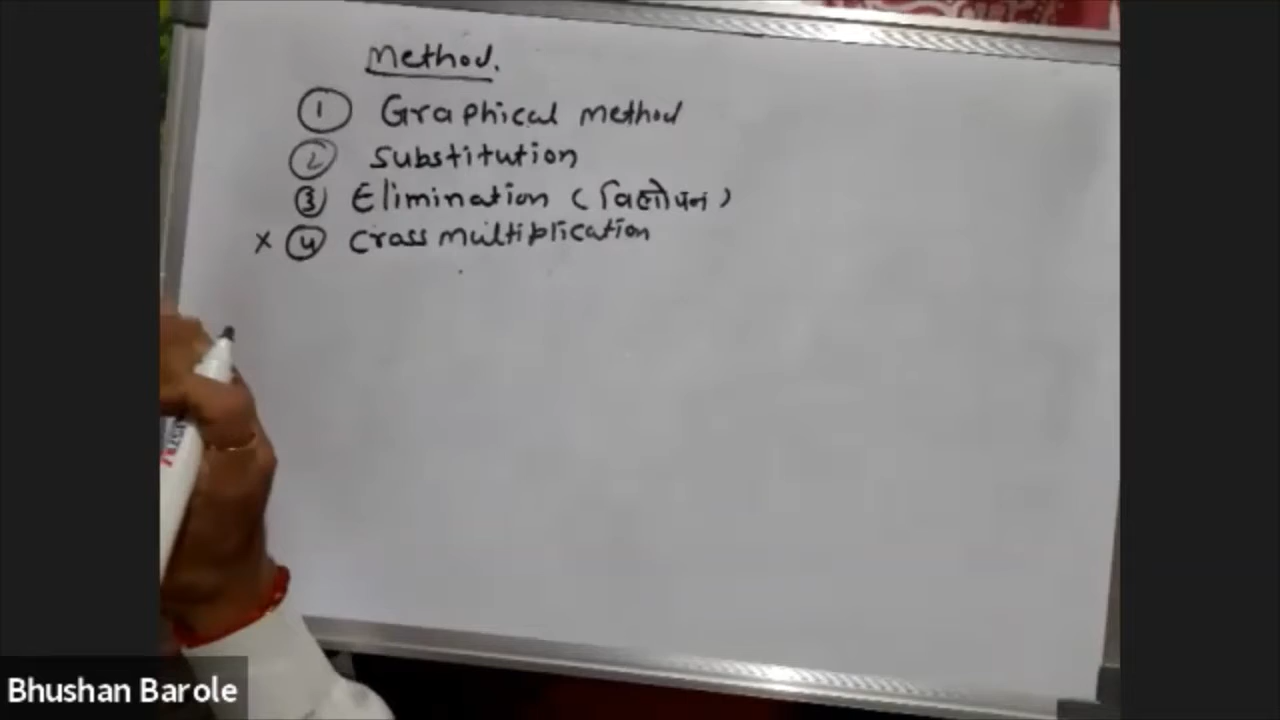 Method.
① Graphical method
② Substitution
③ Elimination (विलोपन)
x ④ Cross multiplication
Bhushan Barole